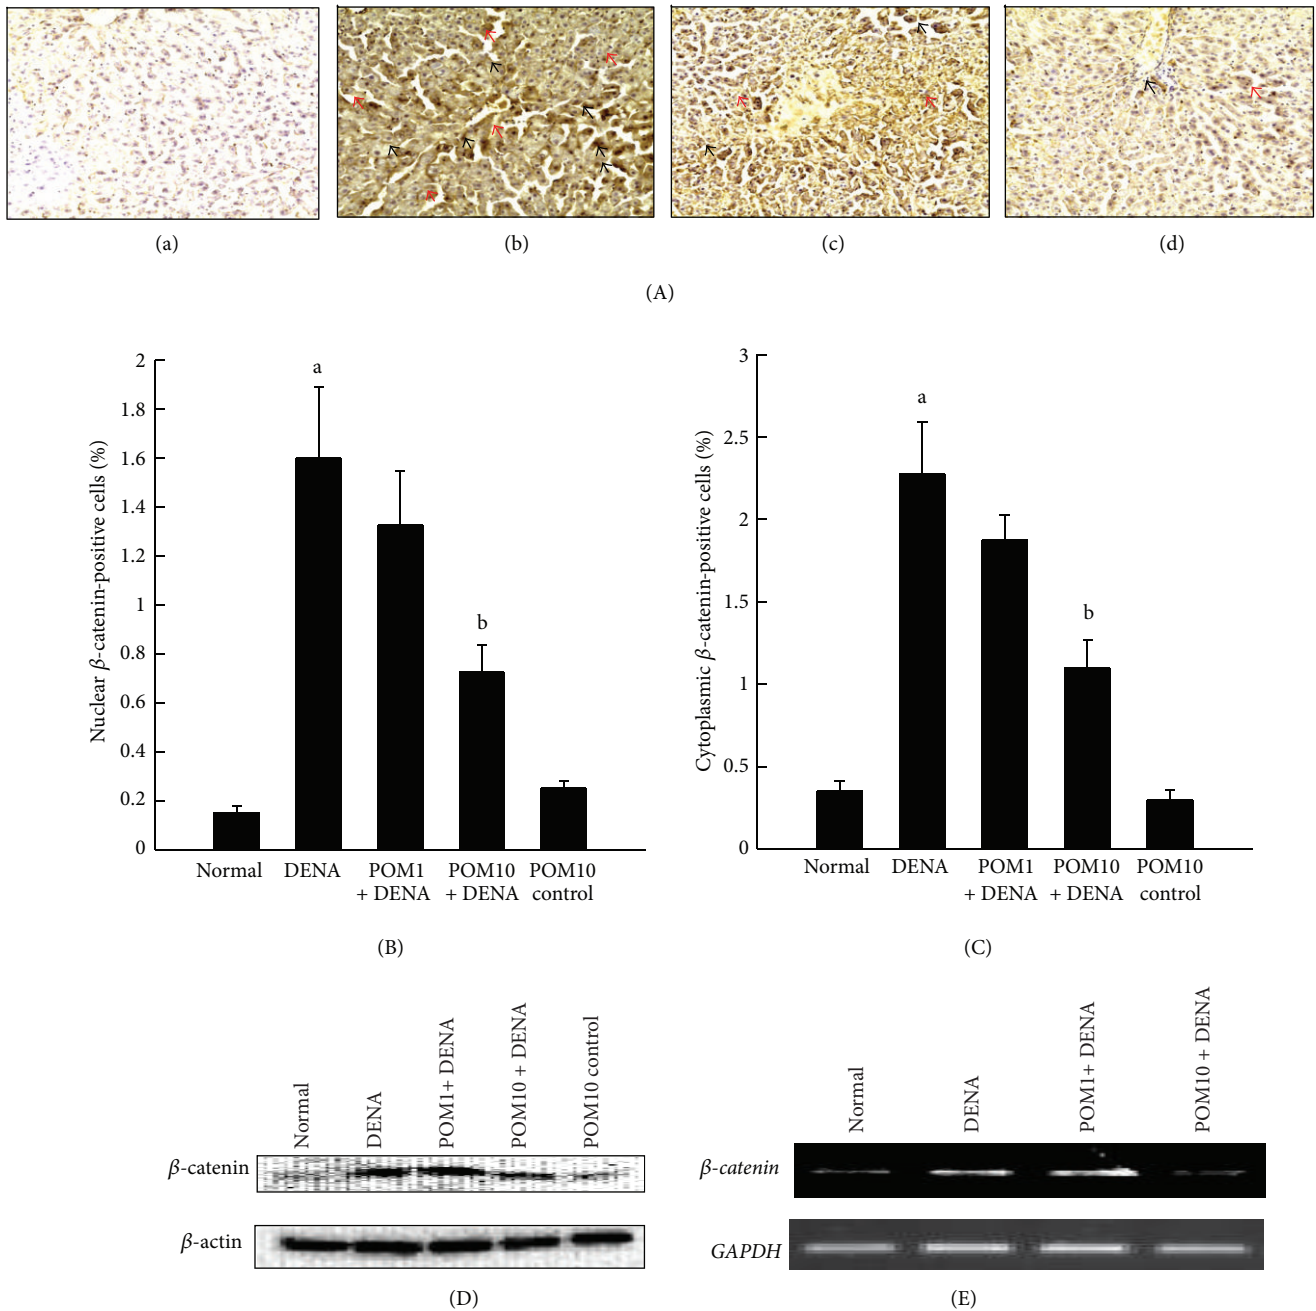 (a)
(b)
(c)
(d)
(A)
Nuclear β-catenin-positive cells (%)
2
1.8
1.6
1.4
1.2
1
0.8
0.6
0.4
0.2
0
a
b
Normal
DENA
POM1
+ DENA
POM10
+ DENA
POM10
control
(B)
Cytoplasmic β-catenin-positive cells (%)
3
2.5
2
1.5
1
0.5
0
a
b
Normal
DENA
POM1
+ DENA
POM10
+ DENA
POM10
control
(C)
Normal
DENA
POM1+ DENA
POM10 + DENA
POM10 control
β-catenin
β-actin
(D)
Normal
DENA
POM1+ DENA
POM10 + DENA
β-catenin
GAPDH
(E)